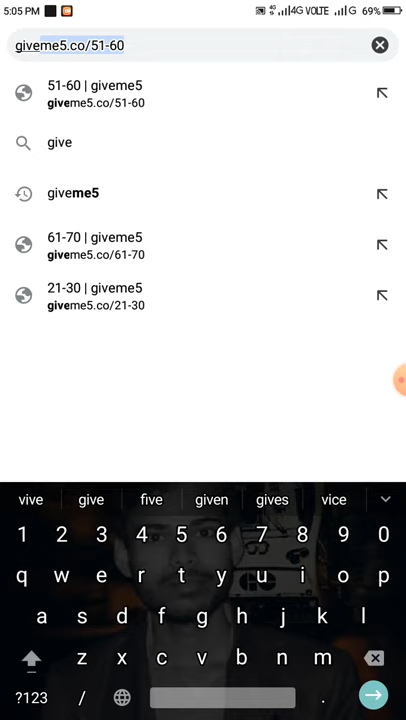 5:05 PM 4G 4G VOLTE G 69%
giveme5.co/51-60
51-60 | giveme5
giveme5.co/51-60
give
giveme5
61-70 | giveme5
giveme5.co/61-70
21-30 | giveme5
giveme5.co/21-30
vive give five given gives vice
1 2 3 4 5 6 7 8 9 0
q w e r t y u i o p
a s d f g h j k l
z x c v b n m
?123 / .